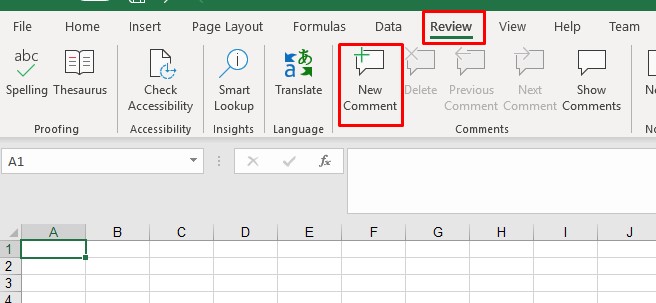 File Home Insert Page Layout Formulas Data Review View Help Team
abc
Spelling Thesaurus Check Accessibility Smart Lookup Translate New Comment Delete Previous Comment Next Comment Show Comments
Proofing Accessibility Insights Language Comments
A1 fx
A B C D E F G H I J
1
2
3
4